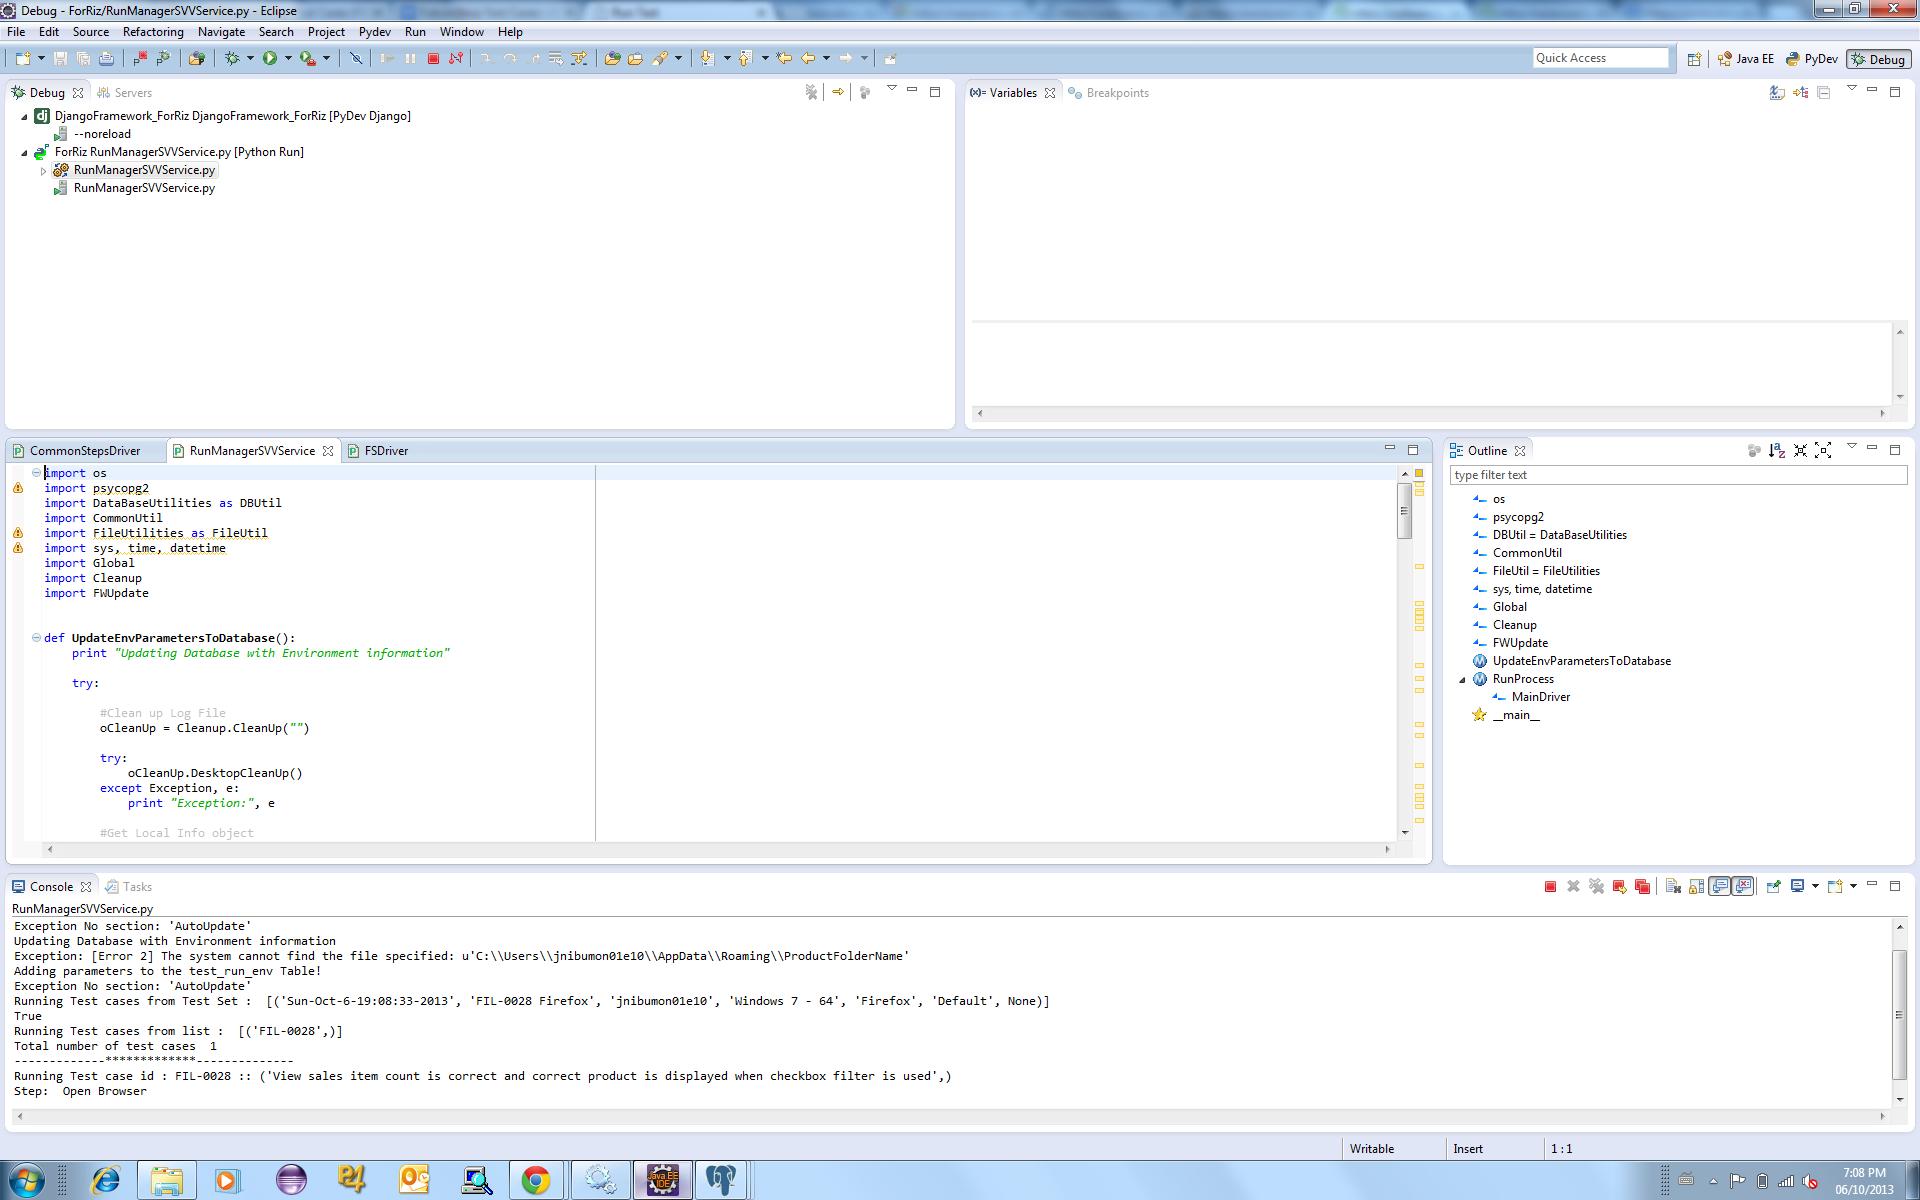 Debug - ForRiz/RunManagerSVVService.py - Eclipse
File Edit Source Refactoring Navigate Search Project Pydev Run Window Help
Quick Access Java EE PyDev Debug
Debug Servers
DjangoFramework_ForRiz DjangoFramework_ForRiz [PyDev Django]
--noreload
ForRiz RunManagerSVVService.py [Python Run]
RunManagerSVVService.py
RunManagerSVVService.py
(x)= Variables Breakpoints
CommonStepsDriver RunManagerSVVService FSDriver
import os
import psycopg2
import DataBaseUtilities as DBUtil
import CommonUtil
import FileUtilities as FileUtil
import sys, time, datetime
import Global
import Cleanup
import FWUpdate
def UpdateEnvParametersToDatabase():
print "Updating Database with Environment information"
try:
#Clean up Log File
oCleanUp = Cleanup.CleanUp("")
try:
oCleanUp.DesktopCleanUp()
except Exception, e:
print "Exception:", e
#Get Local Info object
Outline
type filter text
os
psycopg2
DBUtil = DataBaseUtilities
CommonUtil
FileUtil = FileUtilities
sys, time, datetime
Global
Cleanup
FWUpdate
UpdateEnvParametersToDatabase
RunProcess
MainDriver
__main__
Console Tasks
RunManagerSVVService.py
Exception No section: 'AutoUpdate'
Updating Database with Environment information
Exception: [Error 2] The system cannot find the file specified: u'C:\\Users\\jnibumon01e10\\AppData\\Roaming\\ProductFolderName'
Adding parameters to the test_run_env Table!
Exception No section: 'AutoUpdate'
Running Test cases from Test Set :  [('Sun-Oct-6-19:08:33-2013', 'FIL-0028 Firefox', 'jnibumon01e10', 'Windows 7 - 64', 'Firefox', 'Default', None)]
True
Running Test cases from list :  [('FIL-0028',)]
Total number of test cases  1
-------------*************--------------
Running Test case id : FIL-0028 :: ('View sales item count is correct and correct product is displayed when checkbox filter is used',)
Step:  Open Browser
Writable Insert 1 : 1
7:08 PM
06/10/2013